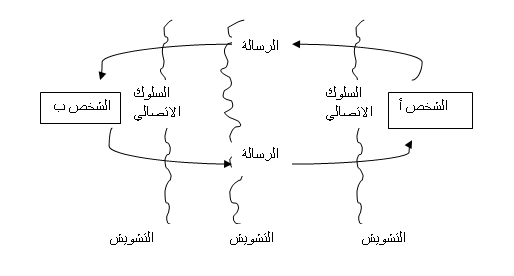 الرسالة
الشخص أ
السلوك
الاتصالي
السلوك
الاتصالي
الشخص ب
الرسالة
التشويش
التشويش
التشويش